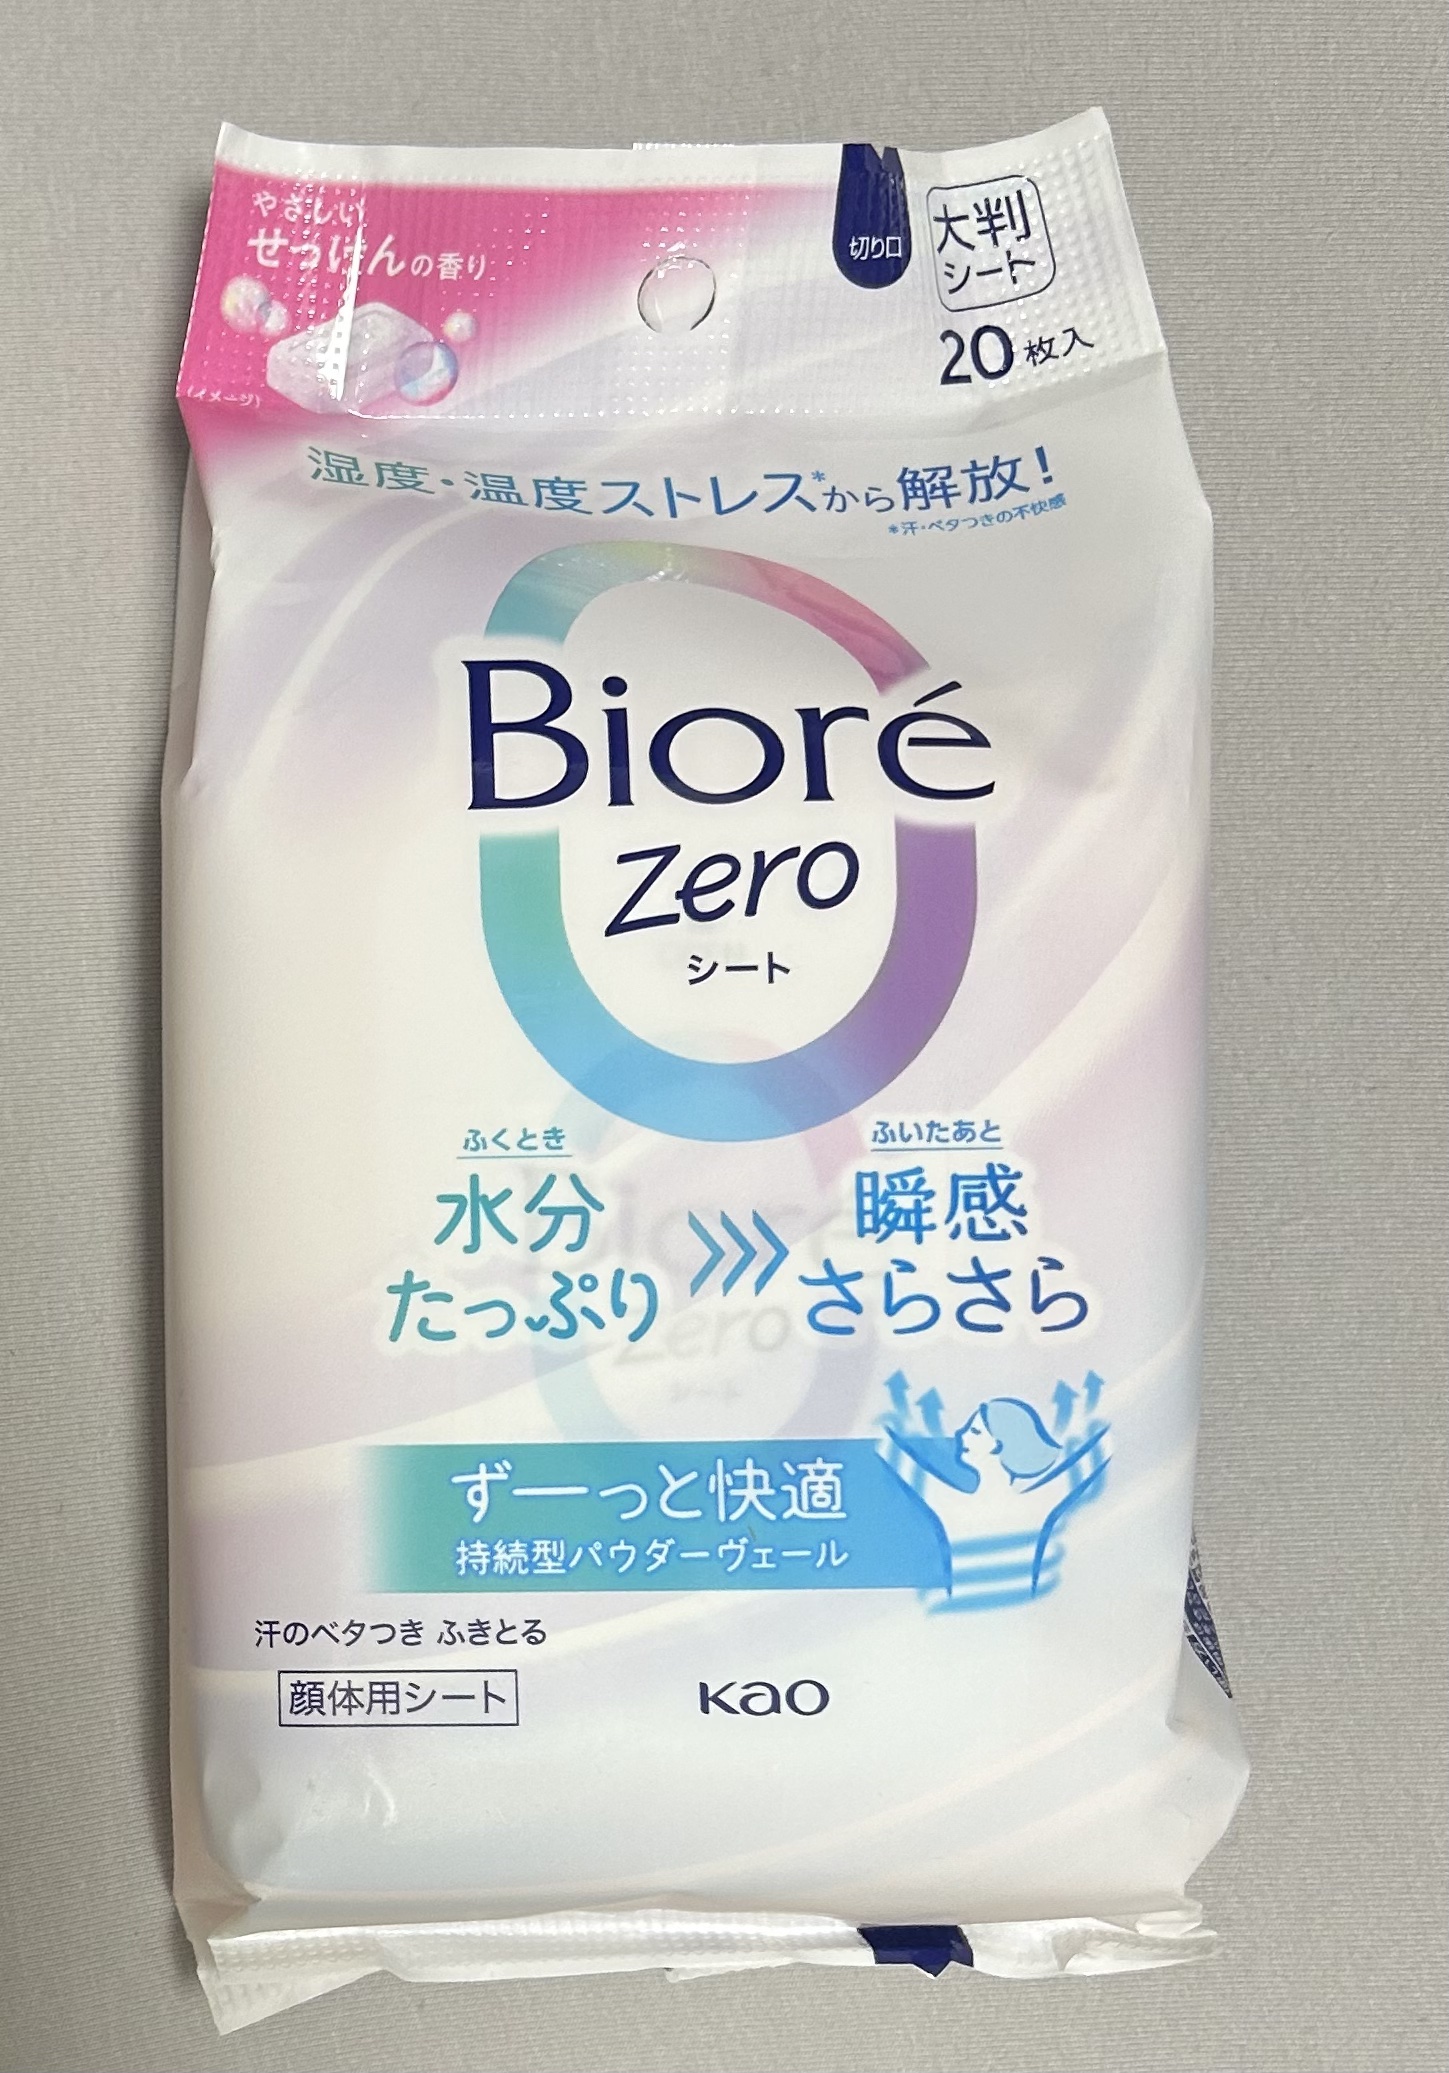 やさしい
せっけんの香り
(イメージ)
切り口
大判
シート
20枚入
湿度・温度ストレス*から解放!
*汗・ベタつきの不快感
Bioré
zero
シート
ふくとき
水分
たっぷり
ふいたあと
瞬感
さらさら
ずーっと快適
持続型パウダーヴェール
汗のベタつき ふきとる
顔体用シート
Kao